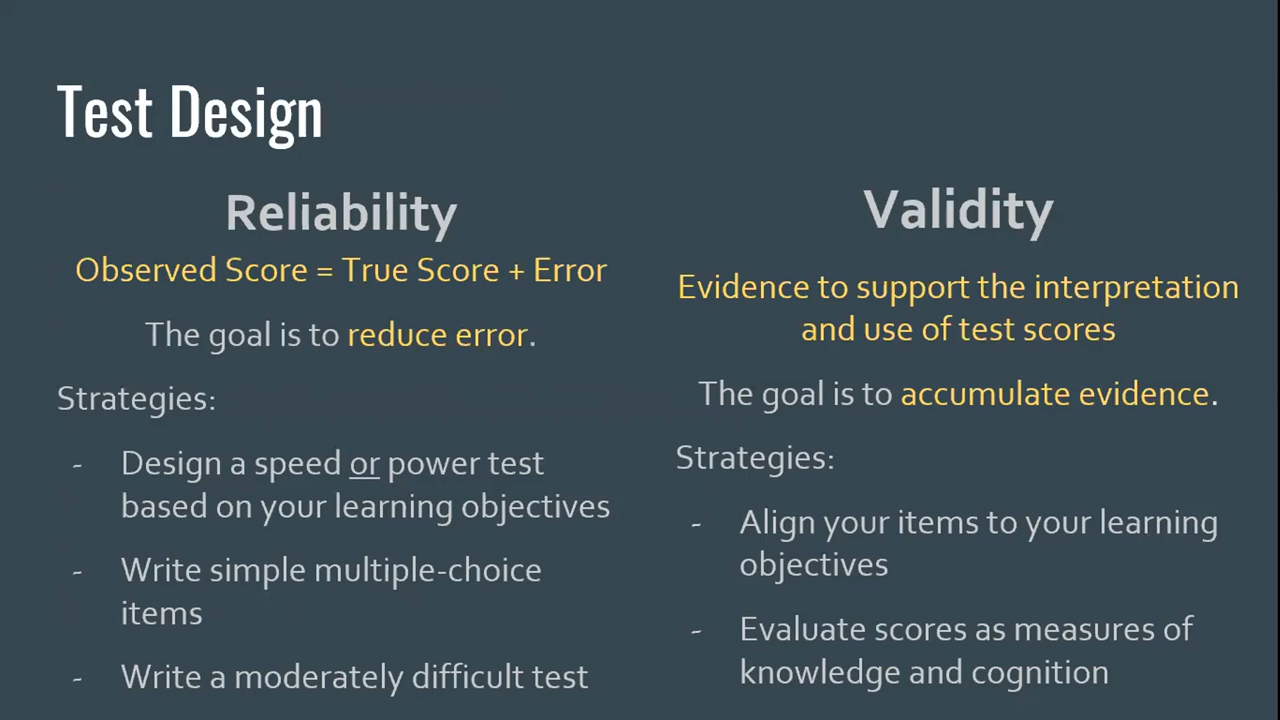 Test Design
Reliability
Observed Score = True Score + Error
The goal is to reduce error.
Strategies:
- Design a speed or power test
based on your learning objectives
- Write simple multiple-choice
items
- Write a moderately difficult test
Validity
Evidence to support the interpretation
and use of test scores
The goal is to accumulate evidence.
Strategies:
- Align your items to your learning
objectives
- Evaluate scores as measures of
knowledge and cognition